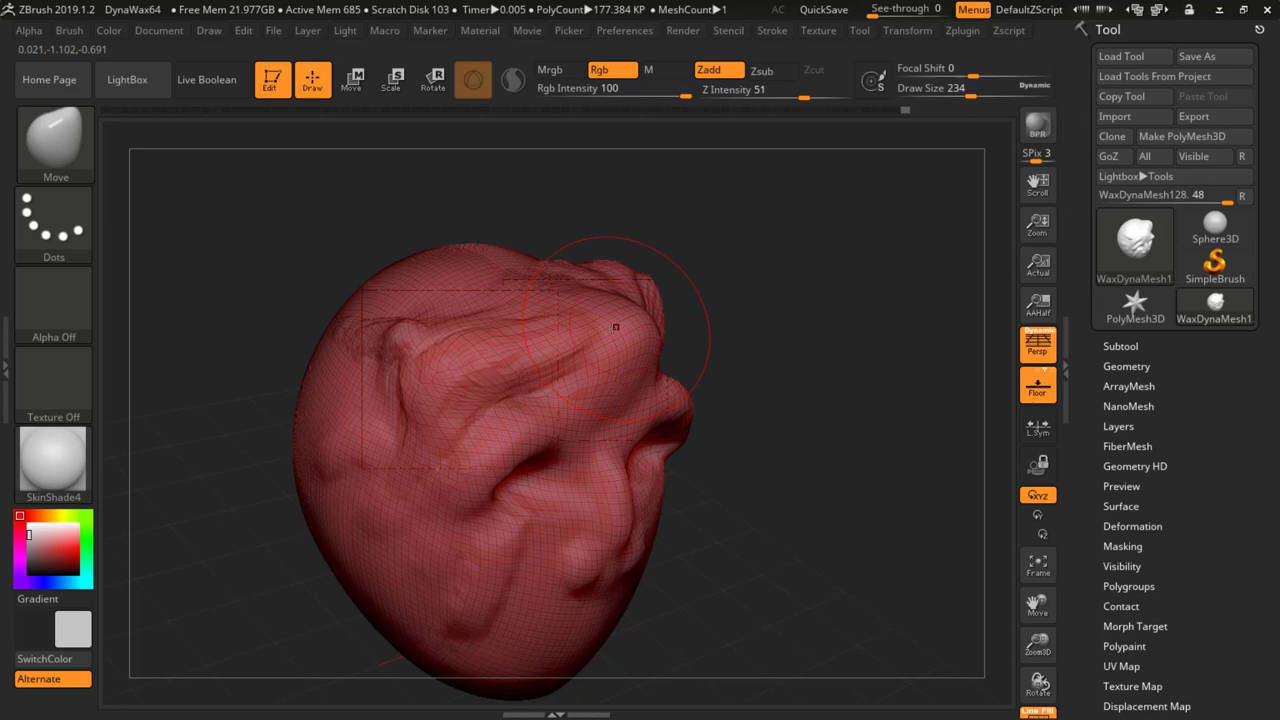 ZBrush 2019.1.2 DynaWax64 • Free Mem 21.977GB • Active Mem 685 • Scratch Disk 103 • Timer▶0.005 • PolyCount▶177.384 KP • MeshCount▶1 AC QuickSave See-through 0 Menus DefaultZScript
Alpha Brush Color Document Draw Edit File Layer Light Macro Marker Material Movie Picker Preferences Render Stencil Stroke Texture Tool Transform Zplugin Zscript
0.021,-1.102,-0.691
Home Page LightBox Live Boolean Edit Draw Move Scale Rotate
Mrgb Rgb M Zadd Zsub Zcut
Rgb Intensity 100 Z Intensity 51
Focal Shift 0
Draw Size 234 Dynamic
Move
Dots
Alpha Off
Texture Off
SkinShade4
Gradient
SwitchColor
Alternate
BPR
SPix 3
Scroll
Zoom
Actual
AAHalf
Dynamic
Persp
Floor
L.Sym
XYZ
Y
Z
Frame
Move
Zoom3D
Rotate
Line Fill
Tool
Load Tool Save As
Load Tools From Project
Copy Tool Paste Tool
Import Export
Clone Make PolyMesh3D
GoZ All Visible R
Lightbox▶Tools
WaxDynaMesh128. 48 R
WaxDynaMesh1 Sphere3D
SimpleBrush
PolyMesh3D WaxDynaMesh1
Subtool
Geometry
ArrayMesh
NanoMesh
Layers
FiberMesh
Geometry HD
Preview
Surface
Deformation
Masking
Visibility
Polygroups
Contact
Morph Target
Polypaint
UV Map
Texture Map
Displacement Map